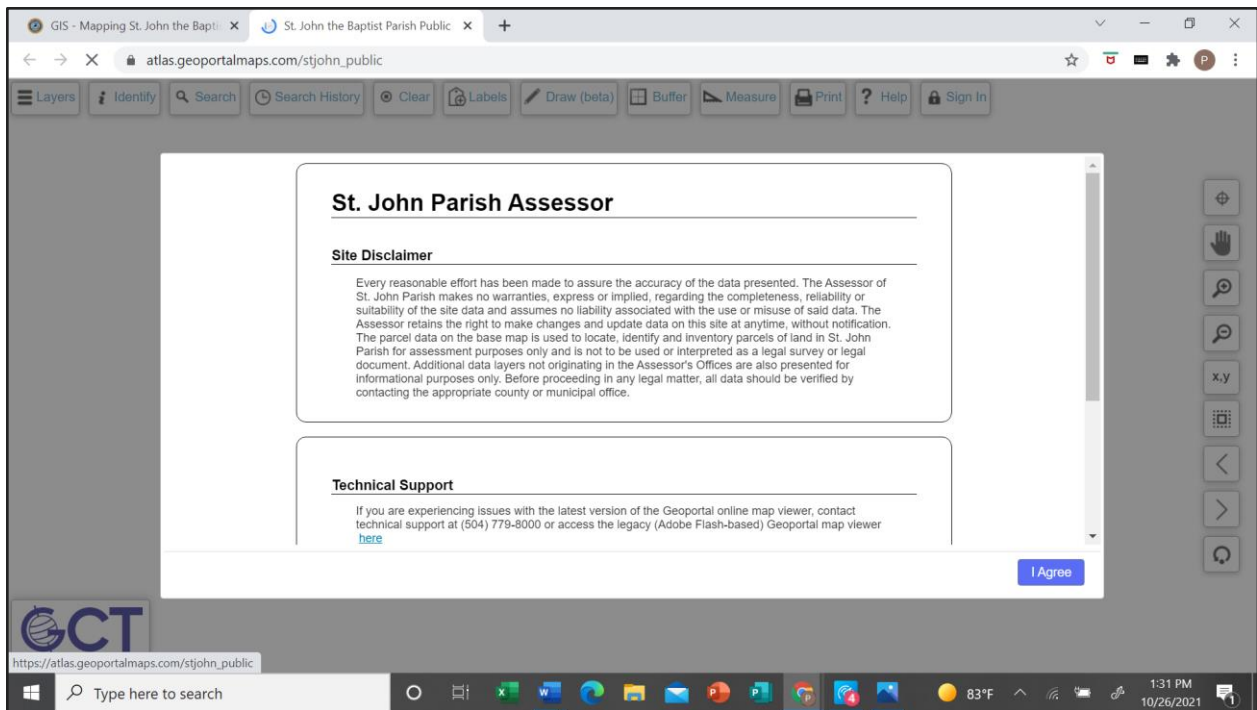 GIS - Mapping St. John the Bapti
St. John the Baptist Parish Public
atlas.geoportalmaps.com/stjohn_public
P
Layers Identify Search Search History Clear Labels Draw (beta) Buffer Measure Print Help Sign In
St. John Parish Assessor
Site Disclaimer
Every reasonable effort has been made to assure the accuracy of the data presented. The Assessor of
St. John Parish makes no warranties, express or implied, regarding the completeness, reliability or
suitability of the site data and assumes no liability associated with the use or misuse of said data. The
Assessor retains the right to make changes and update data on this site at anytime, without notification.
The parcel data on the base map is used to locate, identify and inventory parcels of land in St. John
Parish for assessment purposes only and is not to be used or interpreted as a legal survey or legal
document. Additional data layers not originating in the Assessor's Offices are also presented for
informational purposes only. Before proceeding in any legal matter, all data should be verified by
contacting the appropriate county or municipal office.
x,y
Technical Support
If you are experiencing issues with the latest version of the Geoportal online map viewer, contact
technical support at (504) 779-8000 or access the legacy (Adobe Flash-based) Geoportal map viewer
here
I Agree
GCT
https://atlas.geoportalmaps.com/stjohn_public
Type here to search
83°F
1:31 PM
10/26/2021